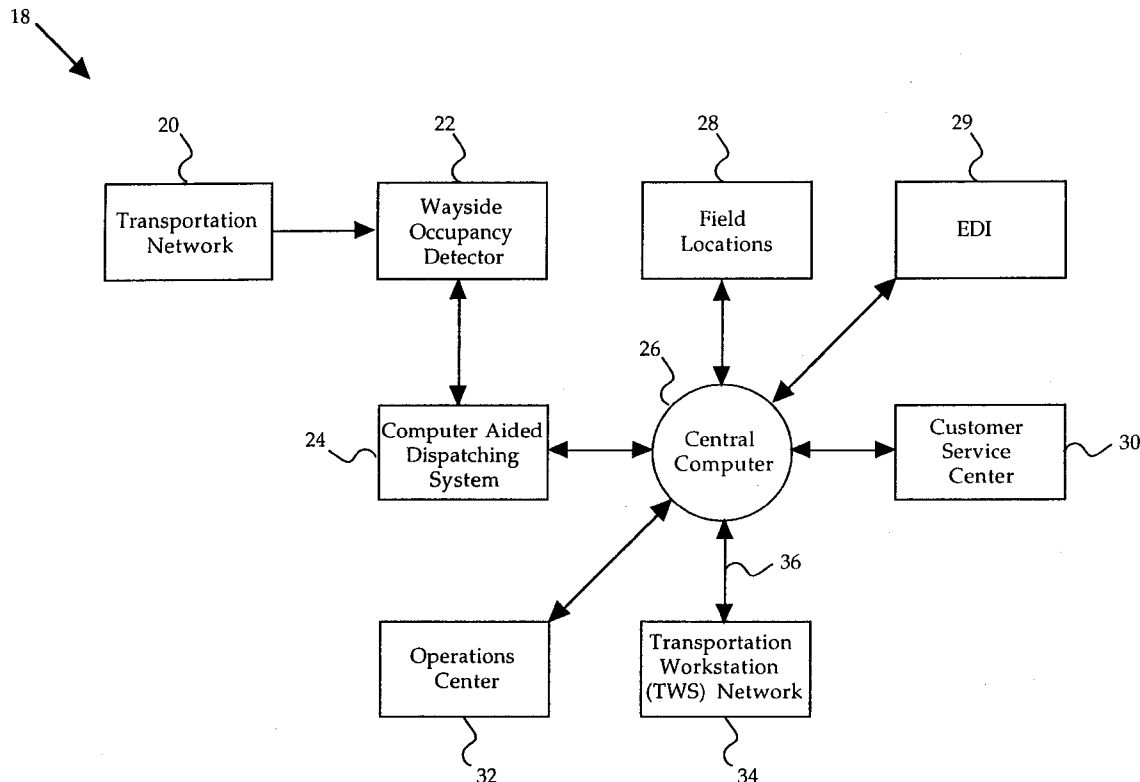 18
20
22
28
29
Transportation
Network
Wayside
Occupancy
Detector
Field
Locations
EDI
26
24
Computer Aided
Dispatching
System
Central
Computer
Customer
Service
Center
30
36
Operations
Center
Transportation
Workstation
(TWS) Network
32
34